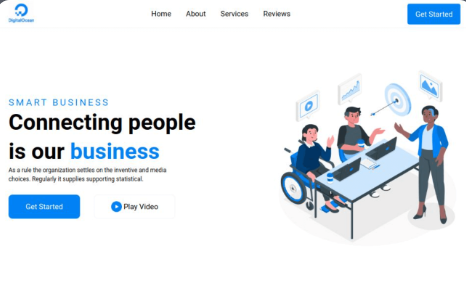 DigitalOcean
Home About Services Reviews
Get Started
SMART BUSINESS
Connecting people
is our business
As a rule the organization settles on the inventive and media
choices. Regularly it supplies supporting statistical.
Get Started
Play Video